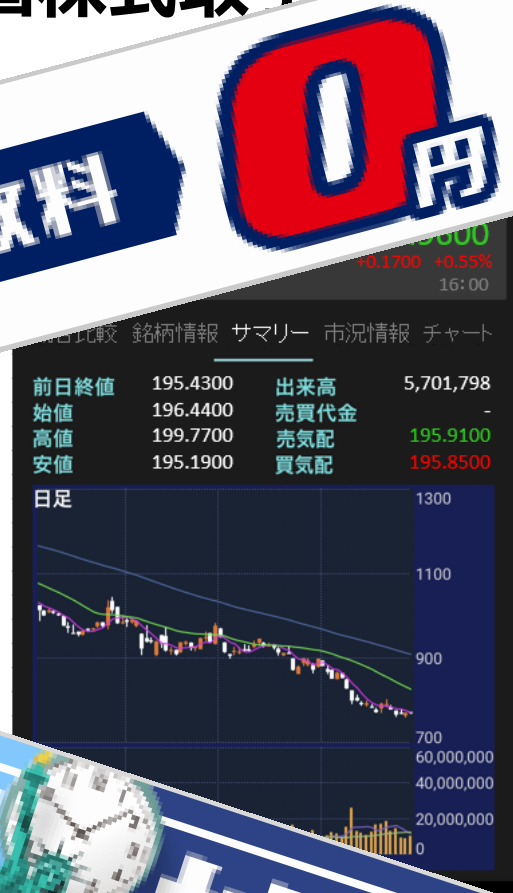 料
0円
+0.1700 +0.55%
16:00
比較 銘柄情報 サマリー 市況情報 チャート
前日終値 195.4300 出来高 5,701,798
始値 196.4400 売買代金 -
高値 199.7700 売気配 195.9100
安値 195.1900 買気配 195.8500
日足
1300
1100
900
700
60,000,000
40,000,000
20,000,000
0